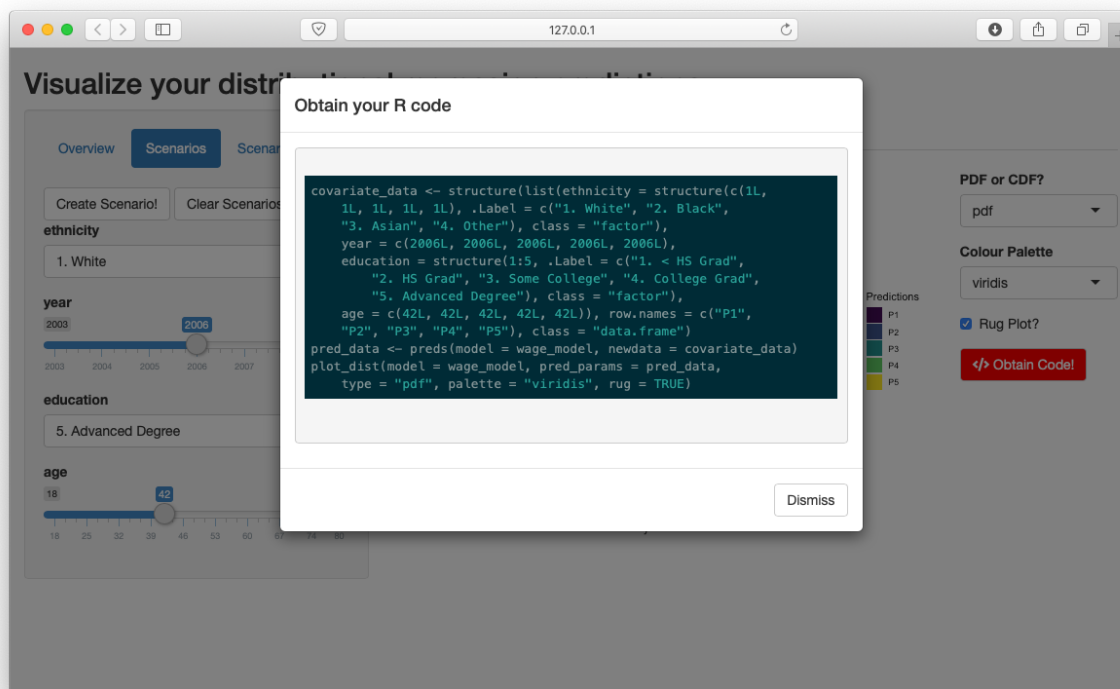 127.0.0.1
Visualize your distri
Obtain your R code
Overview
Scenarios
Scenar
Create Scenario!
Clear Scenarios
ethnicity
1. White
year
2003
2006
2003 2004 2005 2006 2007
education
5. Advanced Degree
age
18
42
18 25 32 39 46 53 60 67 74 80
covariate_data <- structure(list(ethnicity = structure(c(1L,
1L, 1L, 1L, 1L), .Label = c("1. White", "2. Black",
"3. Asian", "4. Other"), class = "factor"),
year = c(2006L, 2006L, 2006L, 2006L, 2006L),
education = structure(1:5, .Label = c("1. < HS Grad",
"2. HS Grad", "3. Some College", "4. College Grad",
"5. Advanced Degree"), class = "factor"),
age = c(42L, 42L, 42L, 42L, 42L)), row.names = c("P1",
"P2", "P3", "P4", "P5"), class = "data.frame")
pred_data <- preds(model = wage_model, newdata = covariate_data)
plot_dist(model = wage_model, pred_params = pred_data,
type = "pdf", palette = "viridis", rug = TRUE)
Dismiss
Predictions
P1
P2
P3
P4
P5
PDF or CDF?
pdf
Colour Palette
viridis
Rug Plot?
</> Obtain Code!